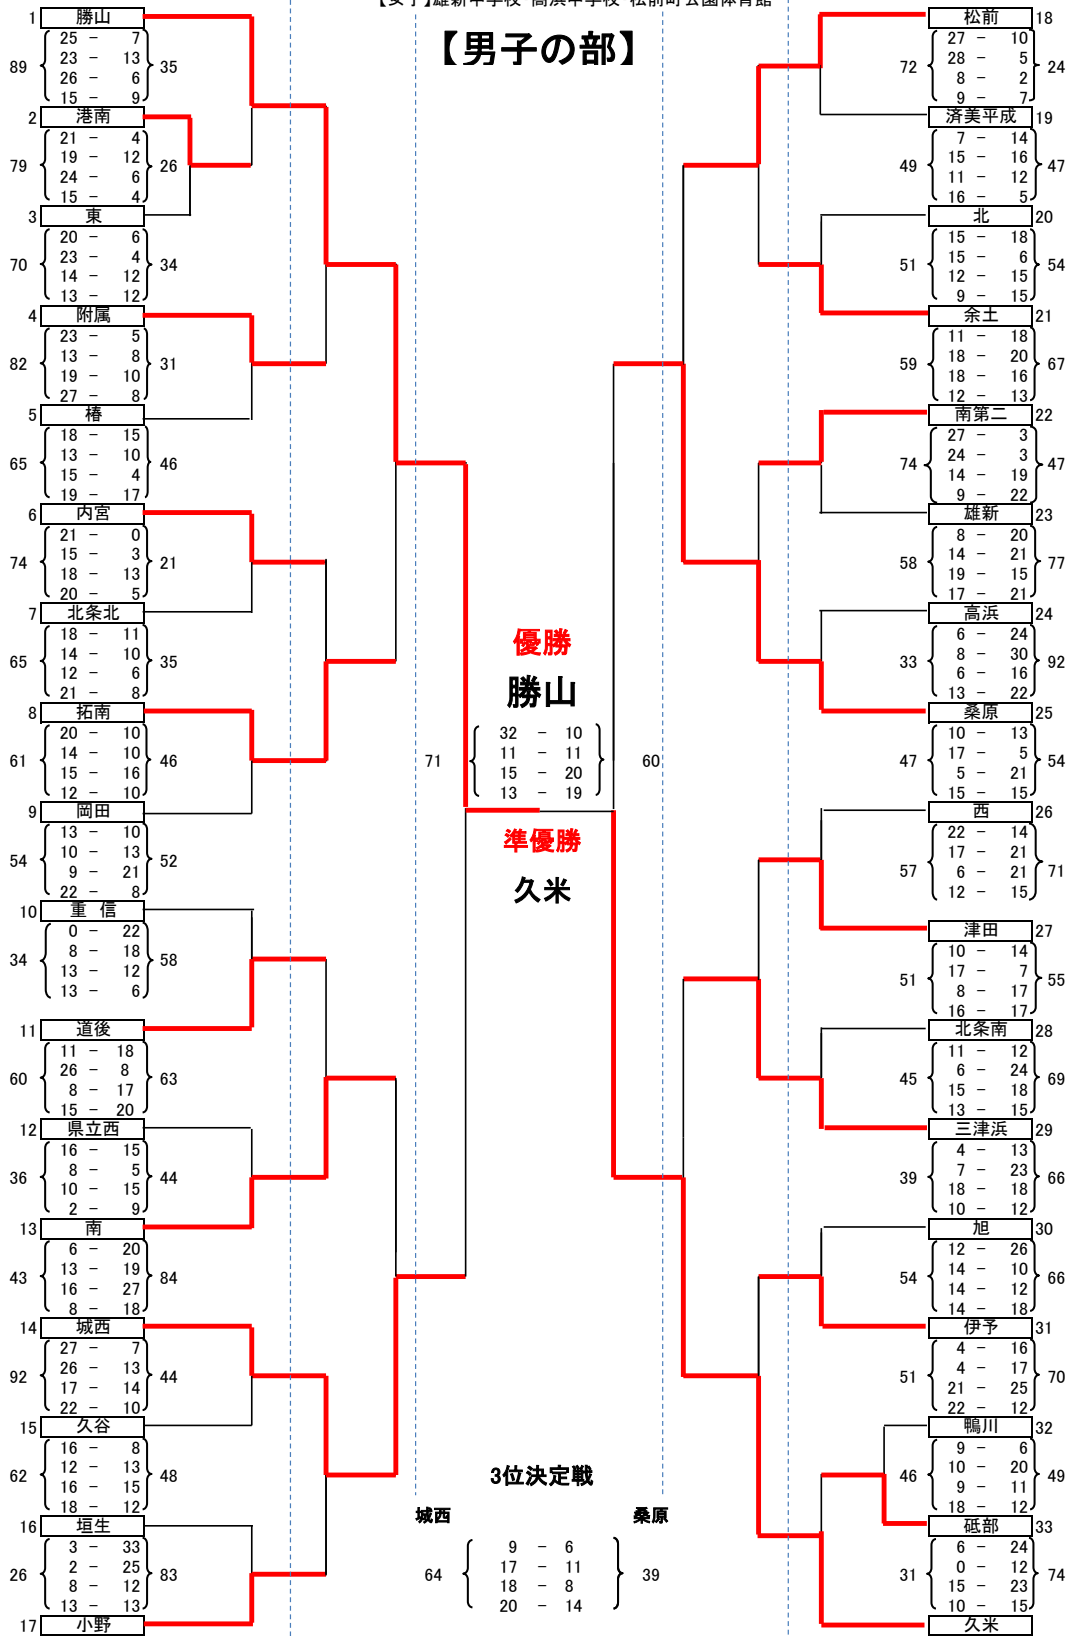 【女子】雄新中学校 高浜中学校 松前町公園体育館
【男子の部】
1 勝山
25 − 7
23 − 13
89 35
26 − 6
15 − 9
2 港南
21 − 4
19 − 12
79 26
24 − 6
15 − 4
3 東
20 − 6
23 − 4
70 34
14 − 12
13 − 12
4 附属
23 − 5
13 − 8
82 31
19 − 10
27 − 8
5 椿
18 − 15
13 − 10
65 46
15 − 4
19 − 17
6 内宮
21 − 0
15 − 3
74 21
18 − 13
20 − 5
7 北条北
18 − 11
14 − 10
65 35
12 − 6
21 − 8
8 拓南
20 − 10
14 − 10
61 46
15 − 16
12 − 10
9 岡田
13 − 10
10 − 13
54 52
9 − 21
22 − 8
10 重 信
0 − 22
8 − 18
34 58
13 − 12
13 − 6
11 道後
11 − 18
26 − 8
60 63
8 − 17
15 − 20
12 県立西
16 − 15
8 − 5
36 44
10 − 15
2 − 9
13 南
6 − 20
13 − 19
43 84
16 − 27
8 − 18
14 城西
27 − 7
26 − 13
92 44
17 − 14
22 − 10
15 久谷
16 − 8
12 − 13
62 48
16 − 15
18 − 12
16 垣生
3 − 33
2 − 25
26 83
8 − 12
13 − 13
17 小野
優勝
勝山
32 − 10
11 − 11
71 60
15 − 20
13 − 19
準優勝
久米
3位決定戦
城西 桑原
9 − 6
17 − 11
64 39
18 − 8
20 − 14
松前 18
27 − 10
28 − 5
72 24
8 − 2
9 − 7
済美平成 19
7 − 14
15 − 16
49 47
11 − 12
16 − 5
北 20
15 − 18
15 − 6
51 54
12 − 15
9 − 15
余土 21
11 − 18
18 − 20
59 67
18 − 16
12 − 13
南第二 22
27 − 3
24 − 3
74 47
14 − 19
9 − 22
雄新 23
8 − 20
14 − 21
58 77
19 − 15
17 − 21
高浜 24
6 − 24
8 − 30
33 92
6 − 16
13 − 22
桑原 25
10 − 13
17 − 5
47 54
5 − 21
15 − 15
西 26
22 − 14
17 − 21
57 71
6 − 21
12 − 15
津田 27
10 − 14
17 − 7
51 55
8 − 17
16 − 17
北条南 28
11 − 12
6 − 24
45 69
15 − 18
13 − 15
三津浜 29
4 − 13
7 − 23
39 66
18 − 18
10 − 12
旭 30
12 − 26
14 − 10
54 66
14 − 12
14 − 18
伊予 31
4 − 16
4 − 17
51 70
21 − 25
22 − 12
鴨川 32
9 − 6
10 − 20
46 49
9 − 11
18 − 12
砥部 33
6 − 24
0 − 12
31 74
15 − 23
10 − 15
久米